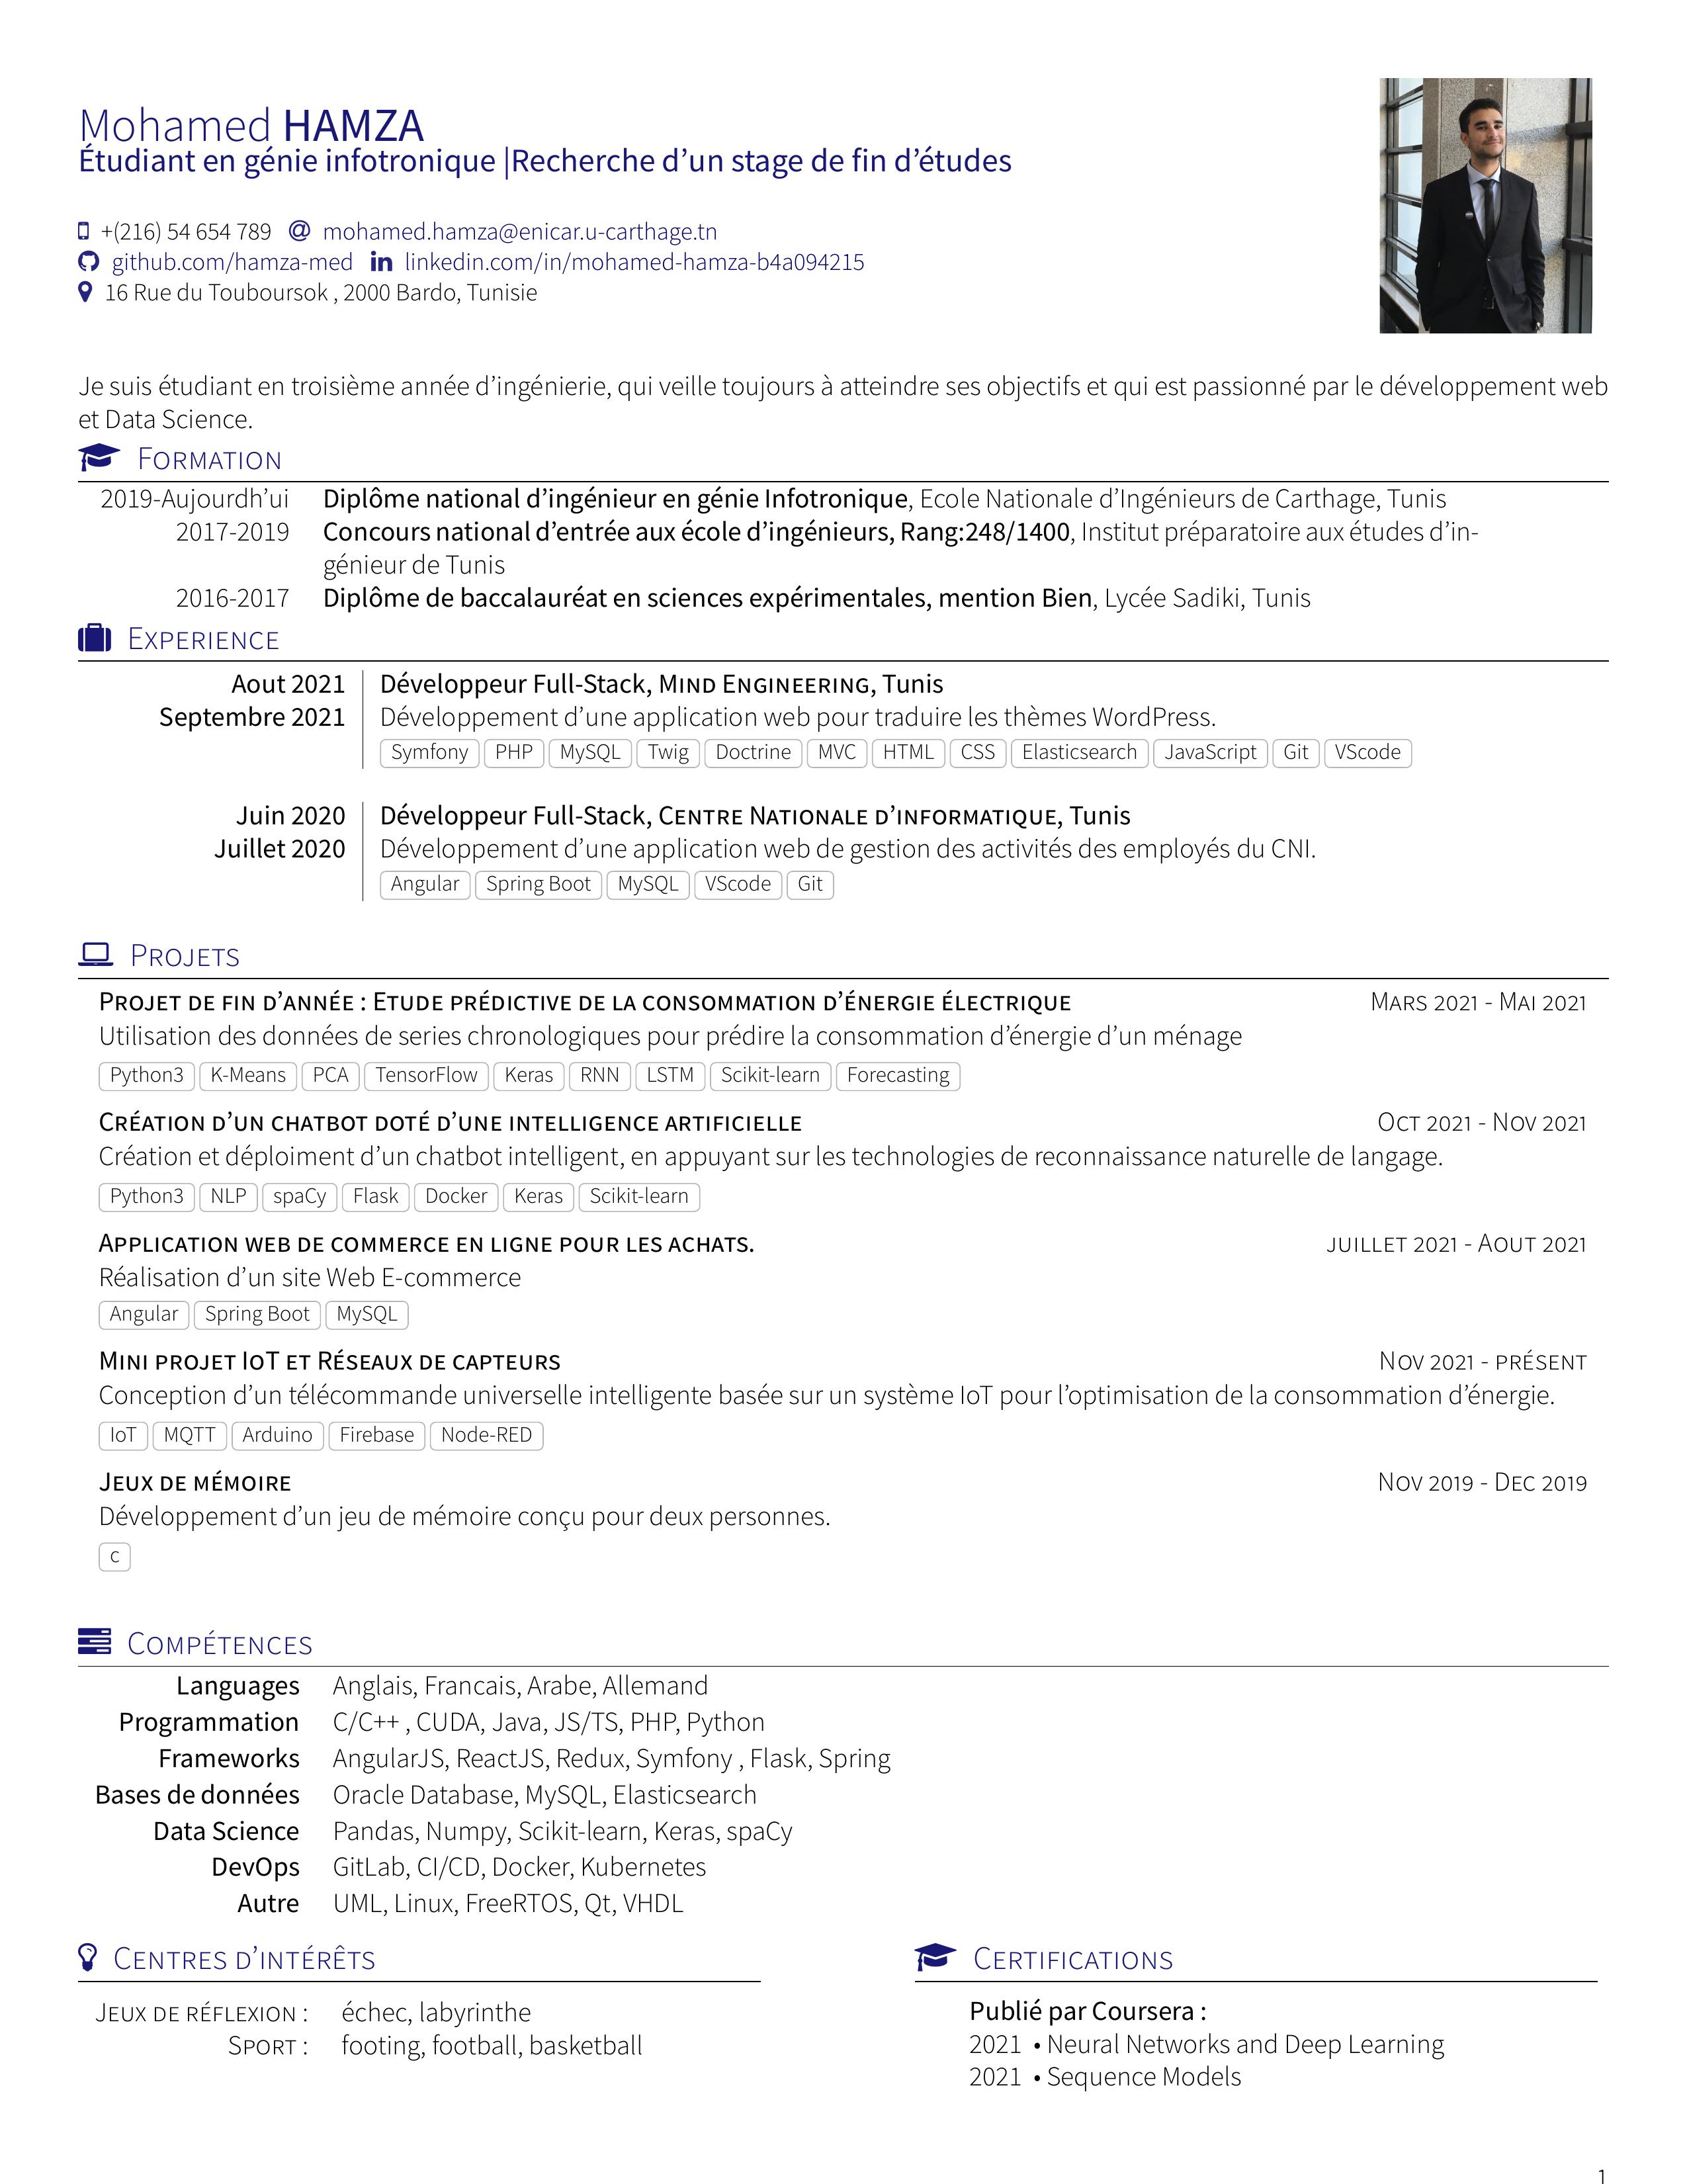 Mohamed HAMZA
Étudiant en génie infotronique |Recherche d’un stage de fin d’études
+(216) 54 654 789 @ mohamed.hamza@enicar.u-carthage.tn
github.com/hamza-med in linkedin.com/in/mohamed-hamza-b4a094215
16 Rue du Touboursok , 2000 Bardo, Tunisie
Je suis étudiant en troisième année d’ingénierie, qui veille toujours à atteindre ses objectifs et qui est passionné par le développement web
et Data Science.
FORMATION
2019-Aujourdh’ui Diplôme national d’ingénieur en génie Infotronique, Ecole Nationale d’Ingénieurs de Carthage, Tunis
2017-2019 Concours national d’entrée aux école d’ingénieurs, Rang:248/1400, Institut préparatoire aux études d’in-
génieur de Tunis
2016-2017 Diplôme de baccalauréat en sciences expérimentales, mention Bien, Lycée Sadiki, Tunis
EXPERIENCE
Aout 2021 Développeur Full-Stack, MIND ENGINEERING, Tunis
Septembre 2021 Développement d’une application web pour traduire les thèmes WordPress.
Symfony PHP MySQL Twig Doctrine MVC HTML CSS Elasticsearch JavaScript Git VScode
Juin 2020 Développeur Full-Stack, CENTRE NATIONALE D’INFORMATIQUE, Tunis
Juillet 2020 Développement d’une application web de gestion des activités des employés du CNI.
Angular Spring Boot MySQL VScode Git
PROJETS
PROJET DE FIN D’ANNÉE : ETUDE PRÉDICTIVE DE LA CONSOMMATION D’ÉNERGIE ÉLECTRIQUE MARS 2021 - MAI 2021
Utilisation des données de series chronologiques pour prédire la consommation d’énergie d’un ménage
Python3 K-Means PCA TensorFlow Keras RNN LSTM Scikit-learn Forecasting
CRÉATION D’UN CHATBOT DOTÉ D’UNE INTELLIGENCE ARTIFICIELLE OCT 2021 - NOV 2021
Création et déploiment d’un chatbot intelligent, en appuyant sur les technologies de reconnaissance naturelle de langage.
Python3 NLP spaCy Flask Docker Keras Scikit-learn
APPLICATION WEB DE COMMERCE EN LIGNE POUR LES ACHATS. JUILLET 2021 - AOUT 2021
Réalisation d’un site Web E-commerce
Angular Spring Boot MySQL
MINI PROJET IOT ET RÉSEAUX DE CAPTEURS NOV 2021 - PRÉSENT
Conception d’un télécommande universelle intelligente basée sur un système IoT pour l’optimisation de la consommation d’énergie.
IoT MQTT Arduino Firebase Node-RED
JEUX DE MÉMOIRE NOV 2019 - DEC 2019
Développement d’un jeu de mémoire conçu pour deux personnes.
C
COMPÉTENCES
Languages Anglais, Francais, Arabe, Allemand
Programmation C/C++ , CUDA, Java, JS/TS, PHP, Python
Frameworks AngularJS, ReactJS, Redux, Symfony , Flask, Spring
Bases de données Oracle Database, MySQL, Elasticsearch
Data Science Pandas, Numpy, Scikit-learn, Keras, spaCy
DevOps GitLab, CI/CD, Docker, Kubernetes
Autre UML, Linux, FreeRTOS, Qt, VHDL
CENTRES D’INTÉRÊTS
JEUX DE RÉFLEXION : échec, labyrinthe
SPORT : footing, football, basketball
CERTIFICATIONS
Publié par Coursera :
2021 • Neural Networks and Deep Learning
2021 • Sequence Models
1